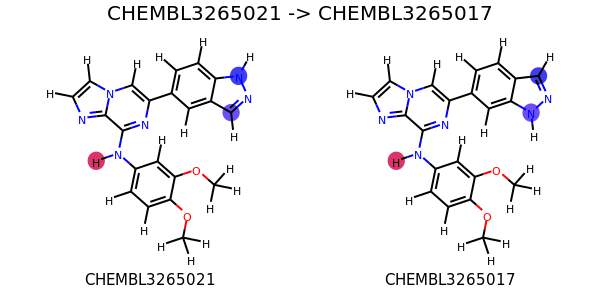 CHEMBL3265021 -> CHEMBL3265017
H H H H H H N N N N N N N H H H H H O O H H H H H H
H H H H H H N N N N N N N H H H H H O O H H H H H H
CHEMBL3265021 CHEMBL3265017